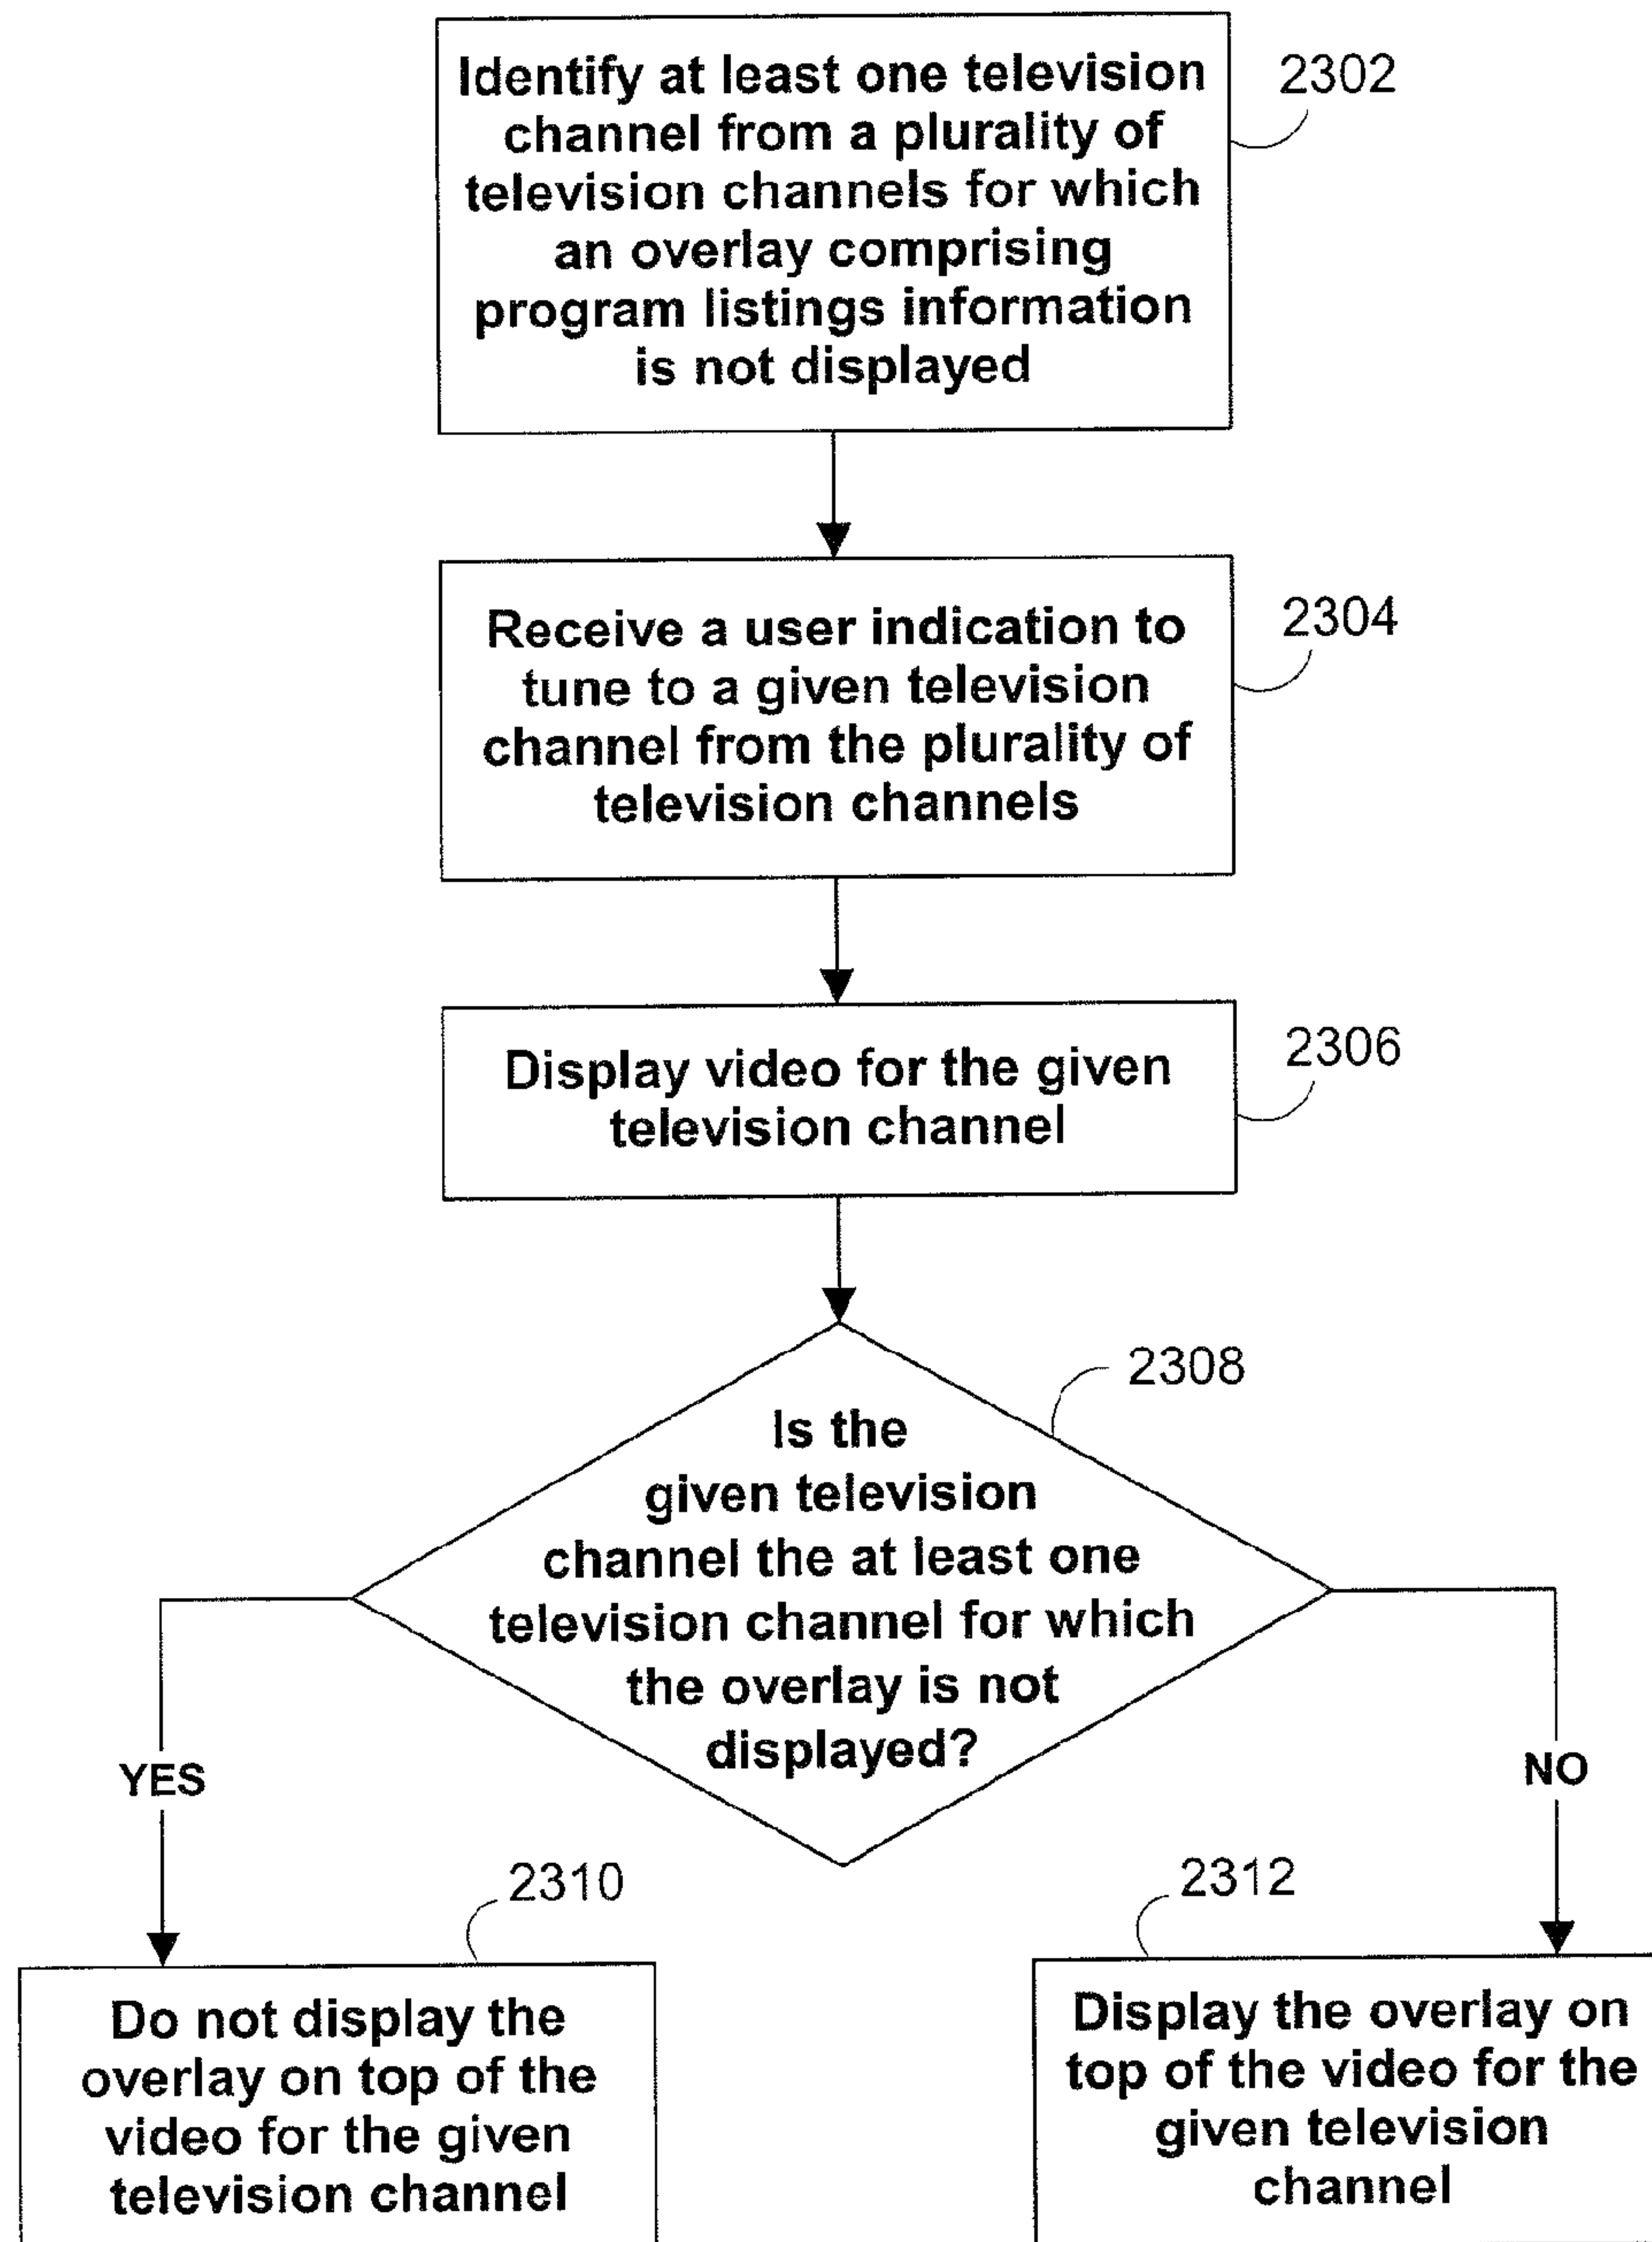 Identify at least one television
channel from a plurality of
television channels for which
an overlay comprising
program listings information
is not displayed
2302
Receive a user indication to
tune to a given television
channel from the plurality of
television channels
2304
Display video for the given
television channel
2306
2308
Is the
given television
channel the at least one
television channel for which
the overlay is not
displayed?
YES
NO
2310
Do not display the
overlay on top of the
video for the given
television channel
2312
Display the overlay on
top of the video for the
given television
channel